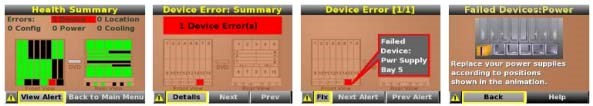 Health Summary
Errors: 1 Device 0 Location
0 Config 0 Power 0 Cooling
View Alert Back to Main Menu
Device Error: Summary
1 Device Error(s)
DVD
Details Next Prev
Device Error [1/1]
Failed
Device:
Pwr Supply
Bay 5
Fix Next Alert Prev Alert
Failed Devices:Power
Replace your power supplies
according to positions
shown in the animation.
Back Help